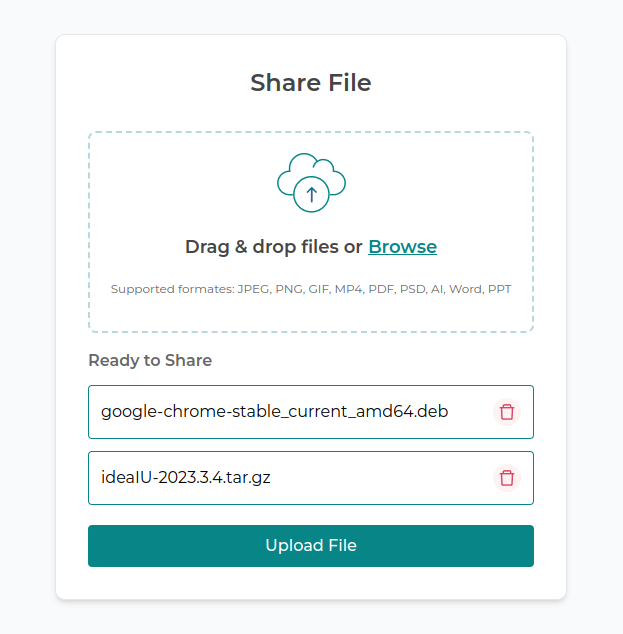 Share File
Drag & drop files or Browse
Supported formates: JPEG, PNG, GIF, MP4, PDF, PSD, AI, Word, PPT
Ready to Share
google-chrome-stable_current_amd64.deb
ideaIU-2023.3.4.tar.gz
Upload File